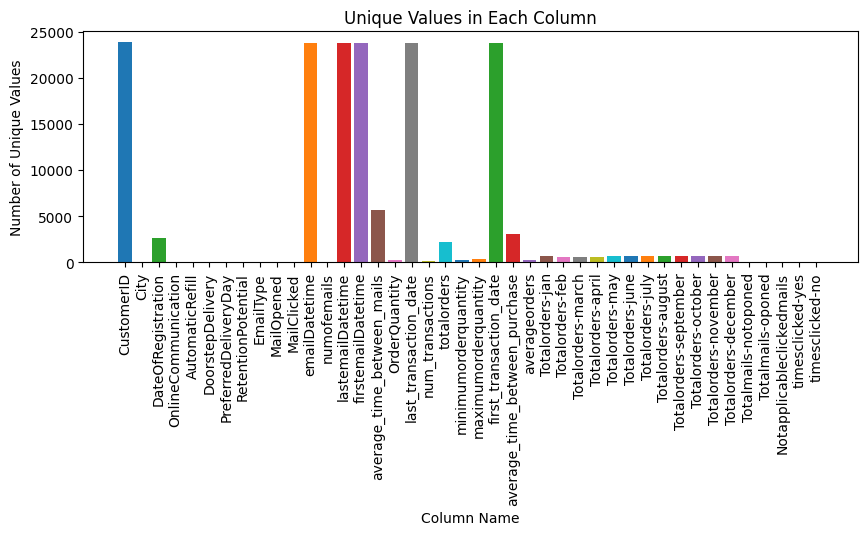 Unique Values in Each Column
Number of Unique Values
25000
20000
15000
10000
5000
0
CustomerID
City
DateOfRegistration
OnlineCommunication
AutomaticRefill
DoorstepDelivery
PreferredDeliveryDay
RetentionPotential
EmailType
MailOpened
MailClicked
emailDatetime
numofemails
lastemailDatetime
firstemailDatetime
average_time_between_mails
OrderQuantity
last_transaction_date
num_transactions
totalorders
minimumorderquantity
maximumorderquantity
first_transaction_date
average_time_between_purchase
averageorders
Totalorders-jan
Totalorders-feb
Totalorders-march
Totalorders-april
Totalorders-may
Totalorders-june
Totalorders-july
Totalorders-august
Totalorders-september
Totalorders-october
Totalorders-november
Totalorders-december
Totalmails-notoponed
Totalmails-oponed
Notapplicableclickedmails
timesclicked-yes
timesclicked-no
Column Name